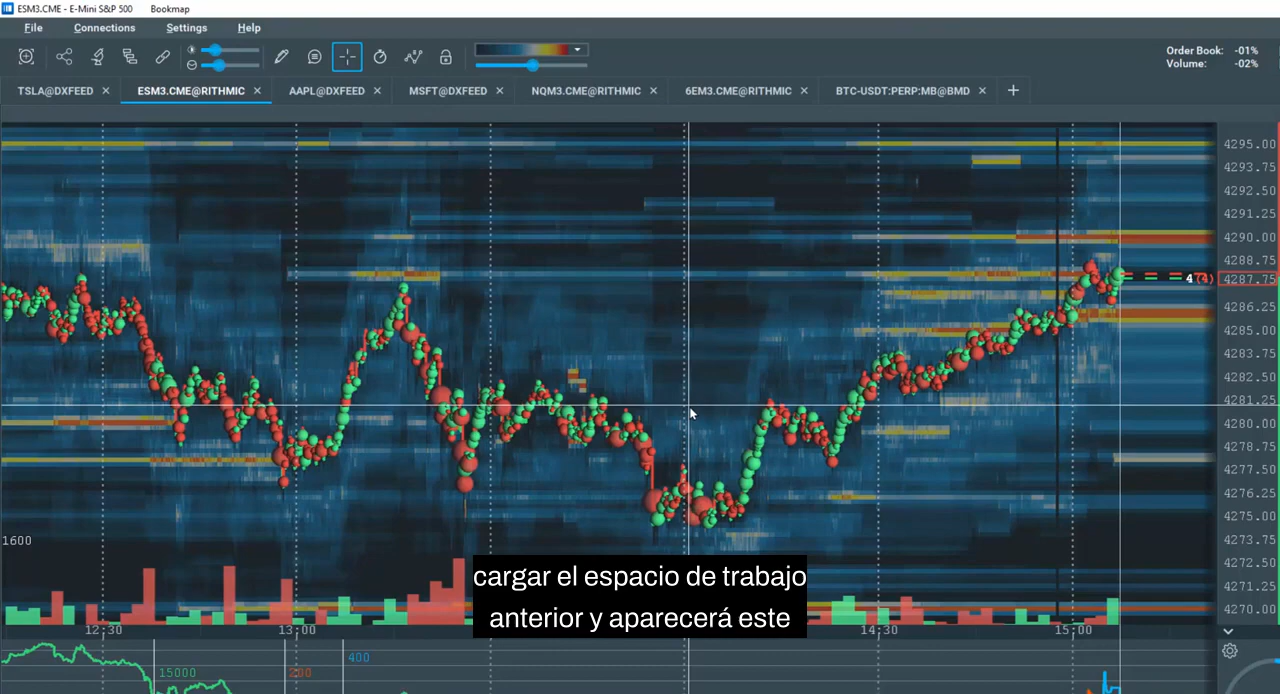 ESM3.CME - E-Mini S&P 500 Bookmap
File Connections Settings Help
Order Book: -01%
Volume: -02%
TSLA@DXFEED ESM3.CME@RITHMIC AAPL@DXFEED MSFT@DXFEED NQM3.CME@RITHMIC 6EM3.CME@RITHMIC BTC-USDT:PERP:MB@BMD
4295.00
4293.75
4292.50
4291.25
4290.00
4288.75
4 (4) 4287.75
4286.25
4285.00
4283.75
4282.50
4281.25
4280.00
4278.75
4277.50
4276.25
4275.00
1600 4273.75
4272.50
4271.25
4270.00
cargar el espacio de trabajo
anterior y aparecerá este
12:30 13:00 14:30 15:00
400
15000 200